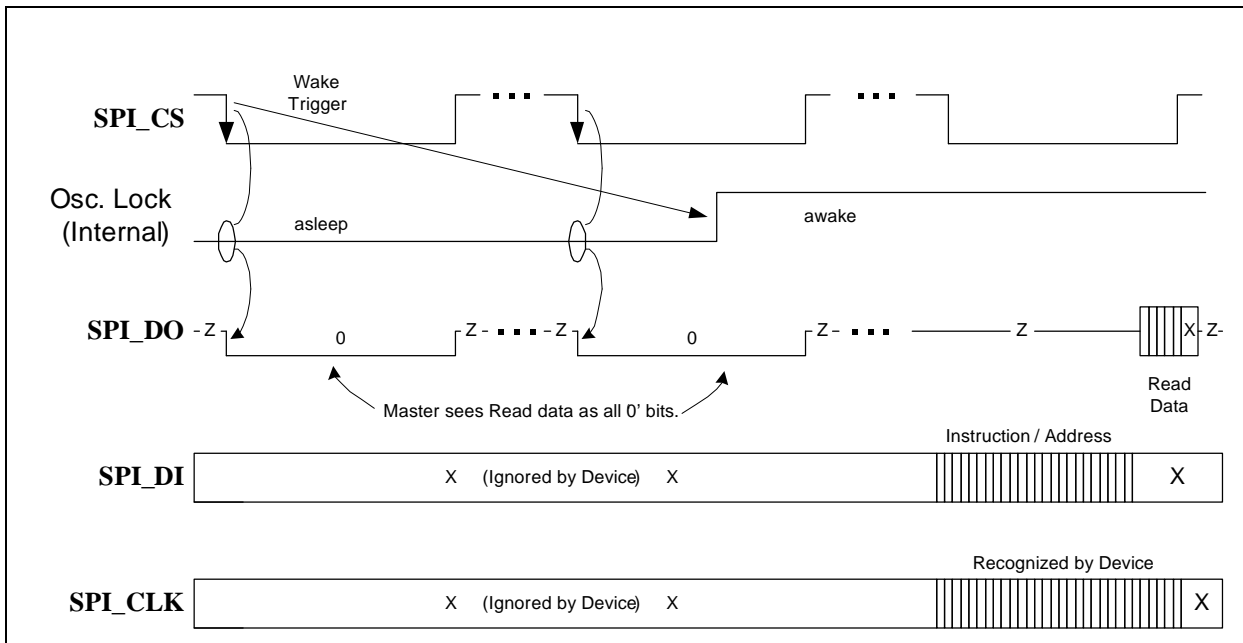 Wake
Trigger
SPI_CS
Osc. Lock
(Internal)
asleep
awake
SPI_DO
Z
0
Z
Z
0
Z
Z
X
Z
Master sees Read data as all 0' bits.
Read
Data
Instruction / Address
SPI_DI
X (Ignored by Device) X
X
Recognized by Device
SPI_CLK
X (Ignored by Device) X
X